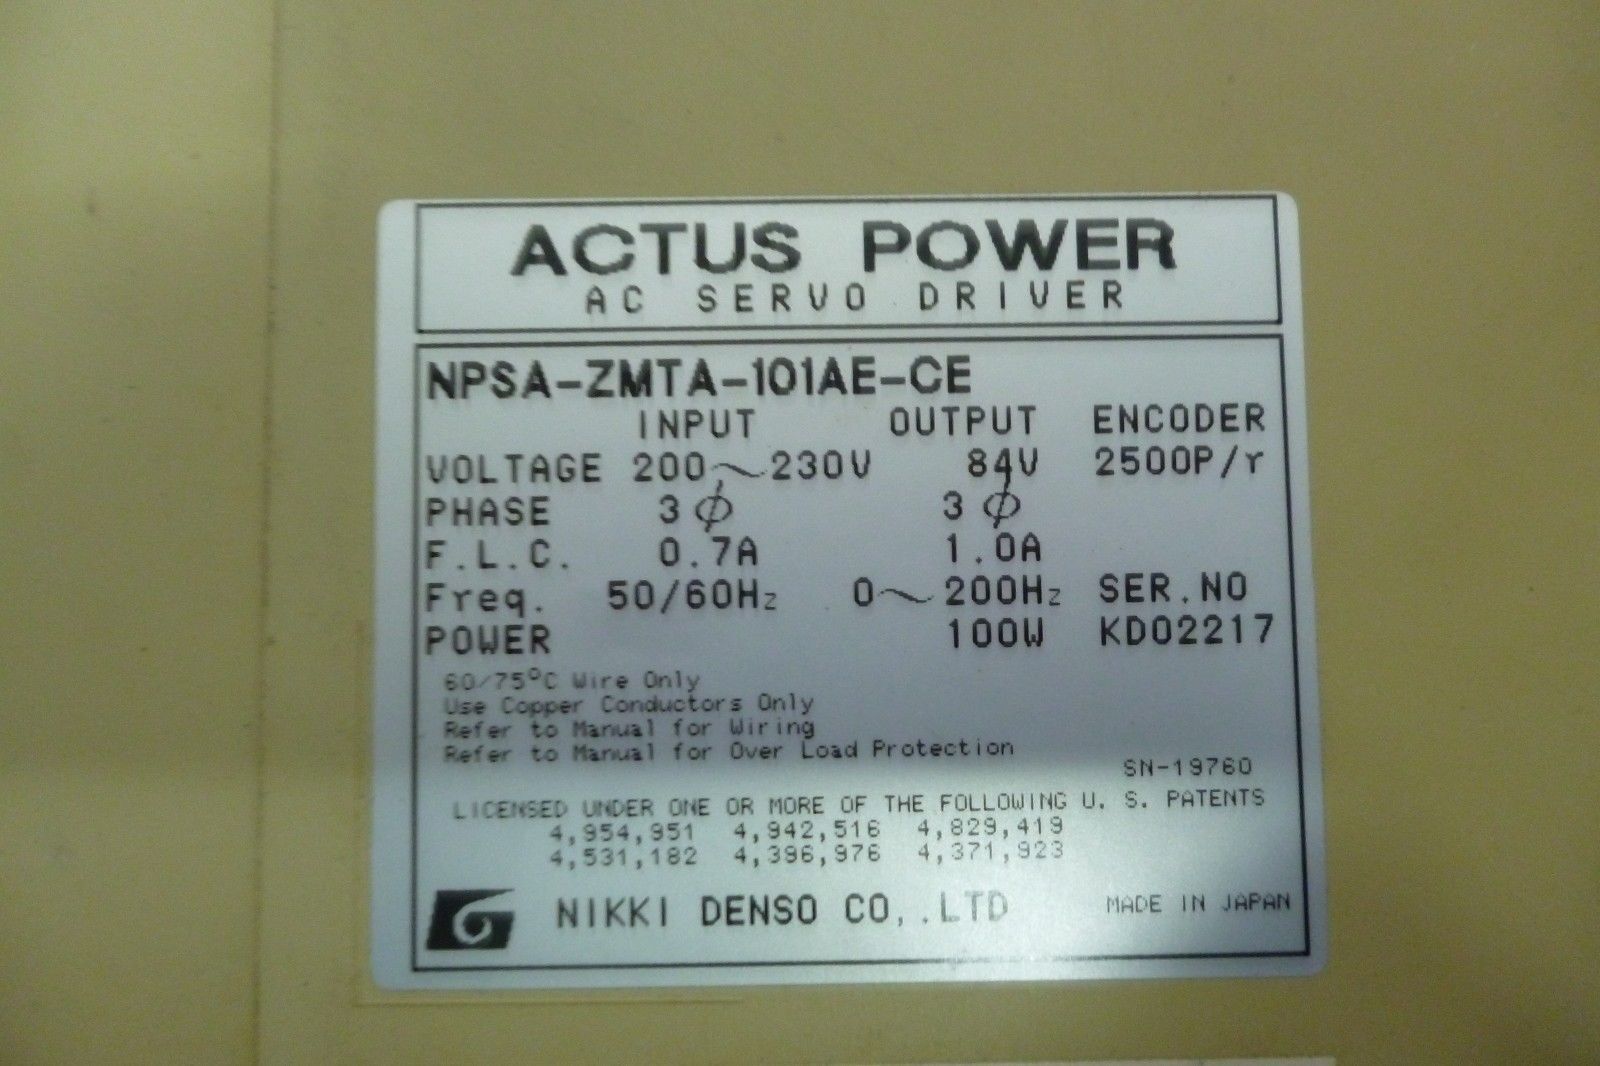 ACTUS POWER
AC SERVO DRIVER
NPSA-ZMTA-101AE-CE
INPUT OUTPUT ENCODER
VOLTAGE 200~230V 84V 2500P/r
PHASE 3ϕ 3ϕ
F.L.C. 0.7A 1.0A
Freq. 50/60Hz 0~200Hz SER.NO
POWER 100W KD02217
60/75°C Wire Only
Use Copper Conductors Only
Refer to Manual for Wiring
Refer to Manual for Over Load Protection
SN-19760
LICENSED UNDER ONE OR MORE OF THE FOLLOWING U. S. PATENTS
4,954,951 4,942,516 4,829,419
4,531,182 4,396,976 4,371,923
NIKKI DENSO CO,.LTD MADE IN JAPAN